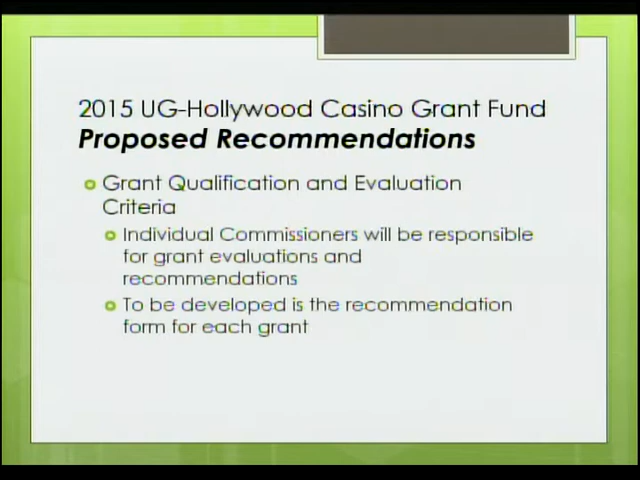 2015 UG-Hollywood Casino Grant Fund
Proposed Recommendations
Grant Qualification and Evaluation
Criteria
Individual Commissioners will be responsible
for grant evaluations and
recommendations
To be developed is the recommendation
form for each grant